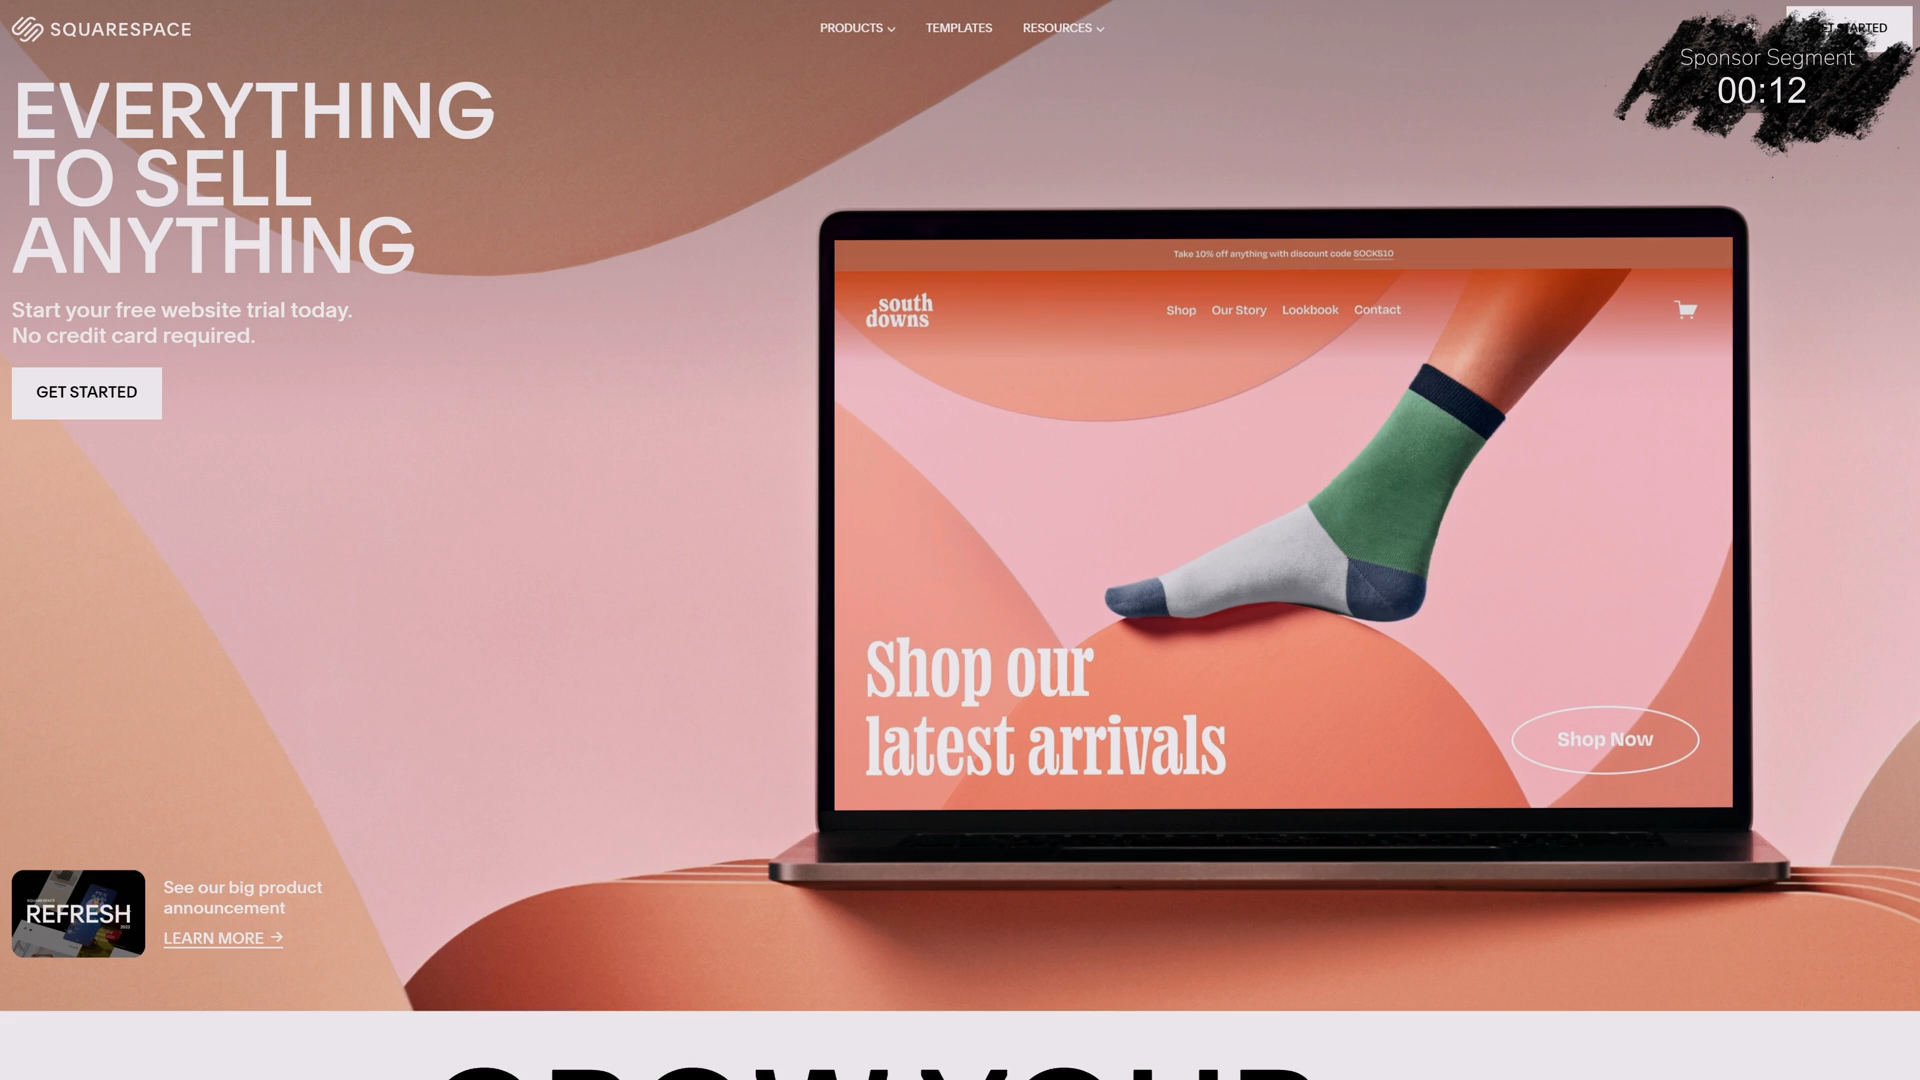 SQUARESPACE
PRODUCTS
TEMPLATES
RESOURCES
STARTED
Sponsor Segment
00:12
EVERYTHING
TO SELL
ANYTHING
Start your free website trial today.
No credit card required.
GET STARTED
Take 10% off anything with discount code SOCKS10
south
downs
Shop
Our Story
Lookbook
Contact
Shop our
latest arrivals
Shop Now
REFRESH
See our big product
announcement
LEARN MORE →
GROW YOUR